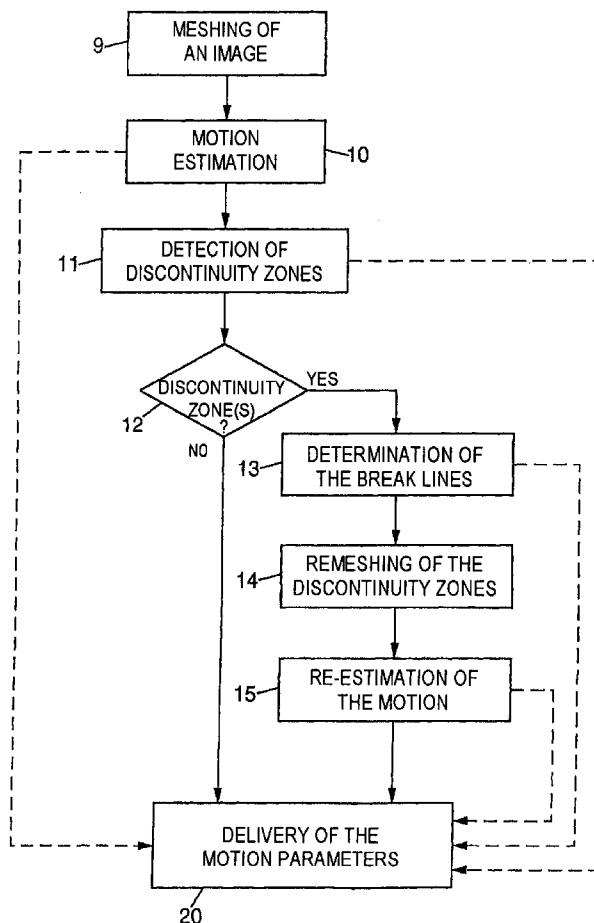 9
MESHING OF
AN IMAGE
MOTION
ESTIMATION
10
11
DETECTION OF
DISCONTINUITY ZONES
DISCONTINUITY
ZONE(S)
?
12
YES
NO
13
DETERMINATION OF
THE BREAK LINES
14
REMESHING OF THE
DISCONTINUITY ZONES
15
RE-ESTIMATION OF
THE MOTION
DELIVERY OF THE
MOTION PARAMETERS
20